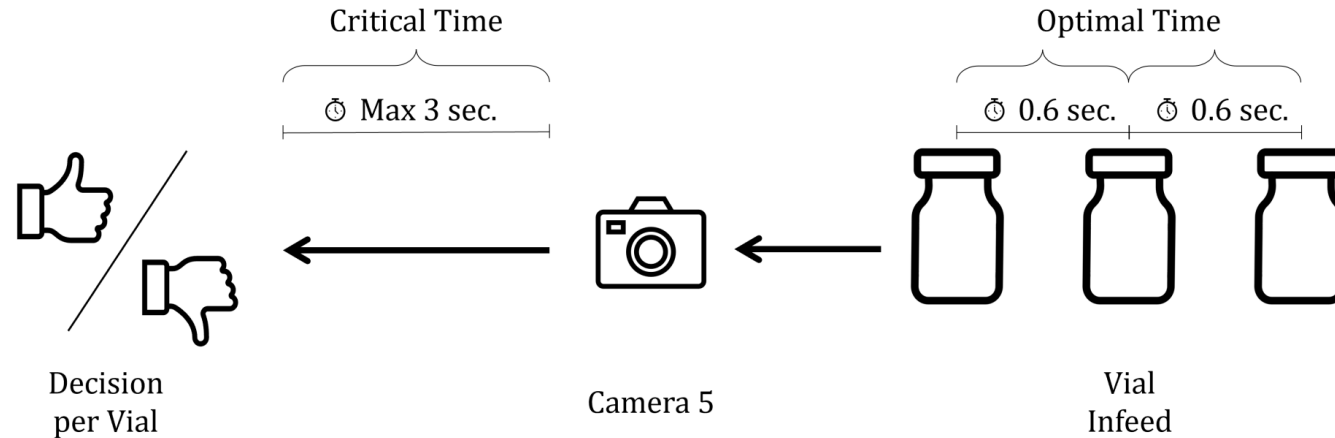 Critical Time
Optimal Time
Max 3 sec.
0.6 sec.
0.6 sec.
Decision
per Vial
Camera 5
Vial
Infeed